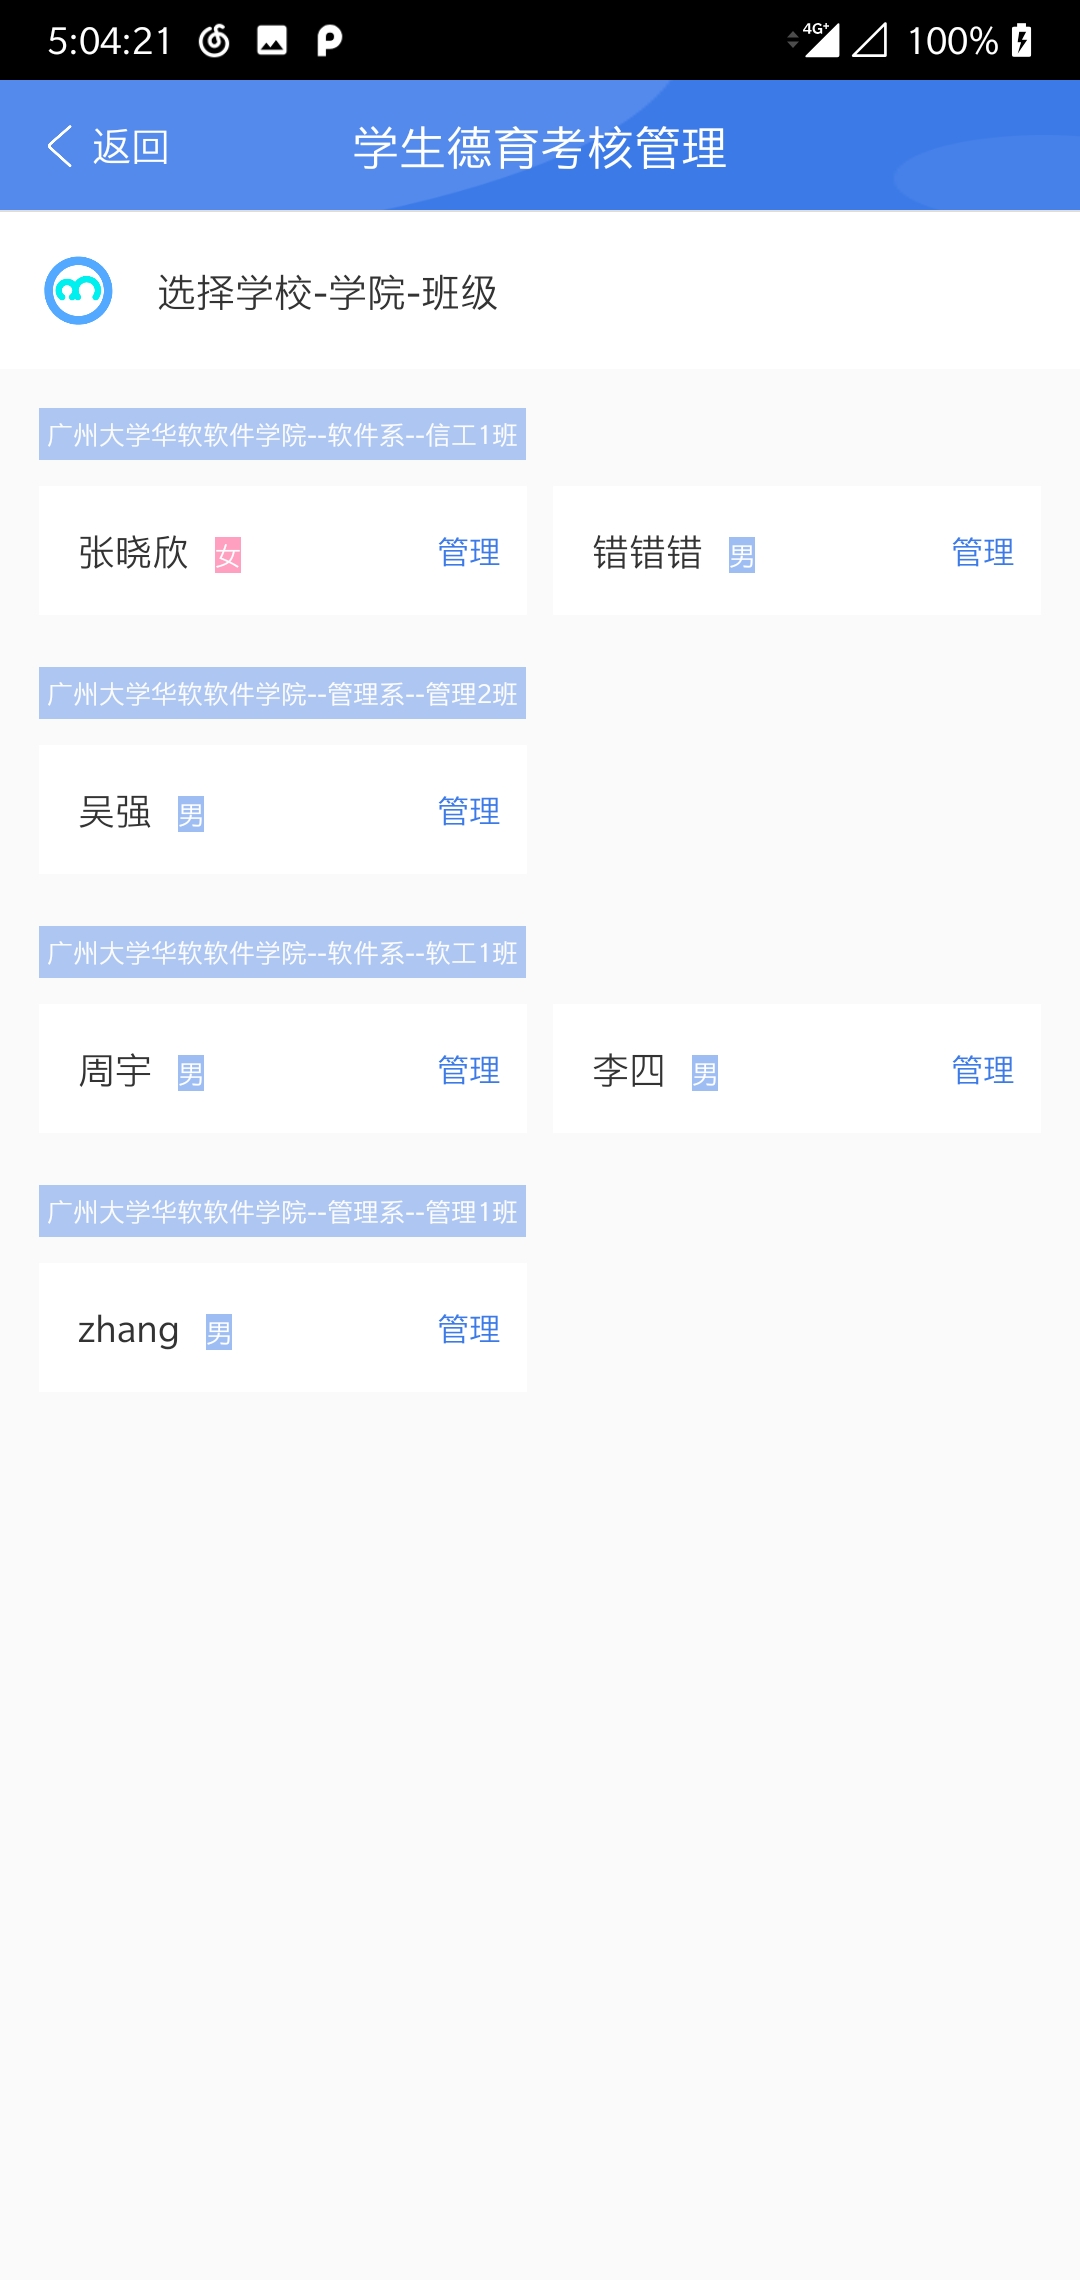 5:04:21 4G+ 100%
返回 学生德育考核管理
选择学校-学院-班级
广州大学华软软件学院--软件系--信工1班
张晓欣 女 管理 错错错 男 管理
广州大学华软软件学院--管理系--管理2班
吴强 男 管理
广州大学华软软件学院--软件系--软工1班
周宇 男 管理 李四 男 管理
广州大学华软软件学院--管理系--管理1班
zhang 男 管理